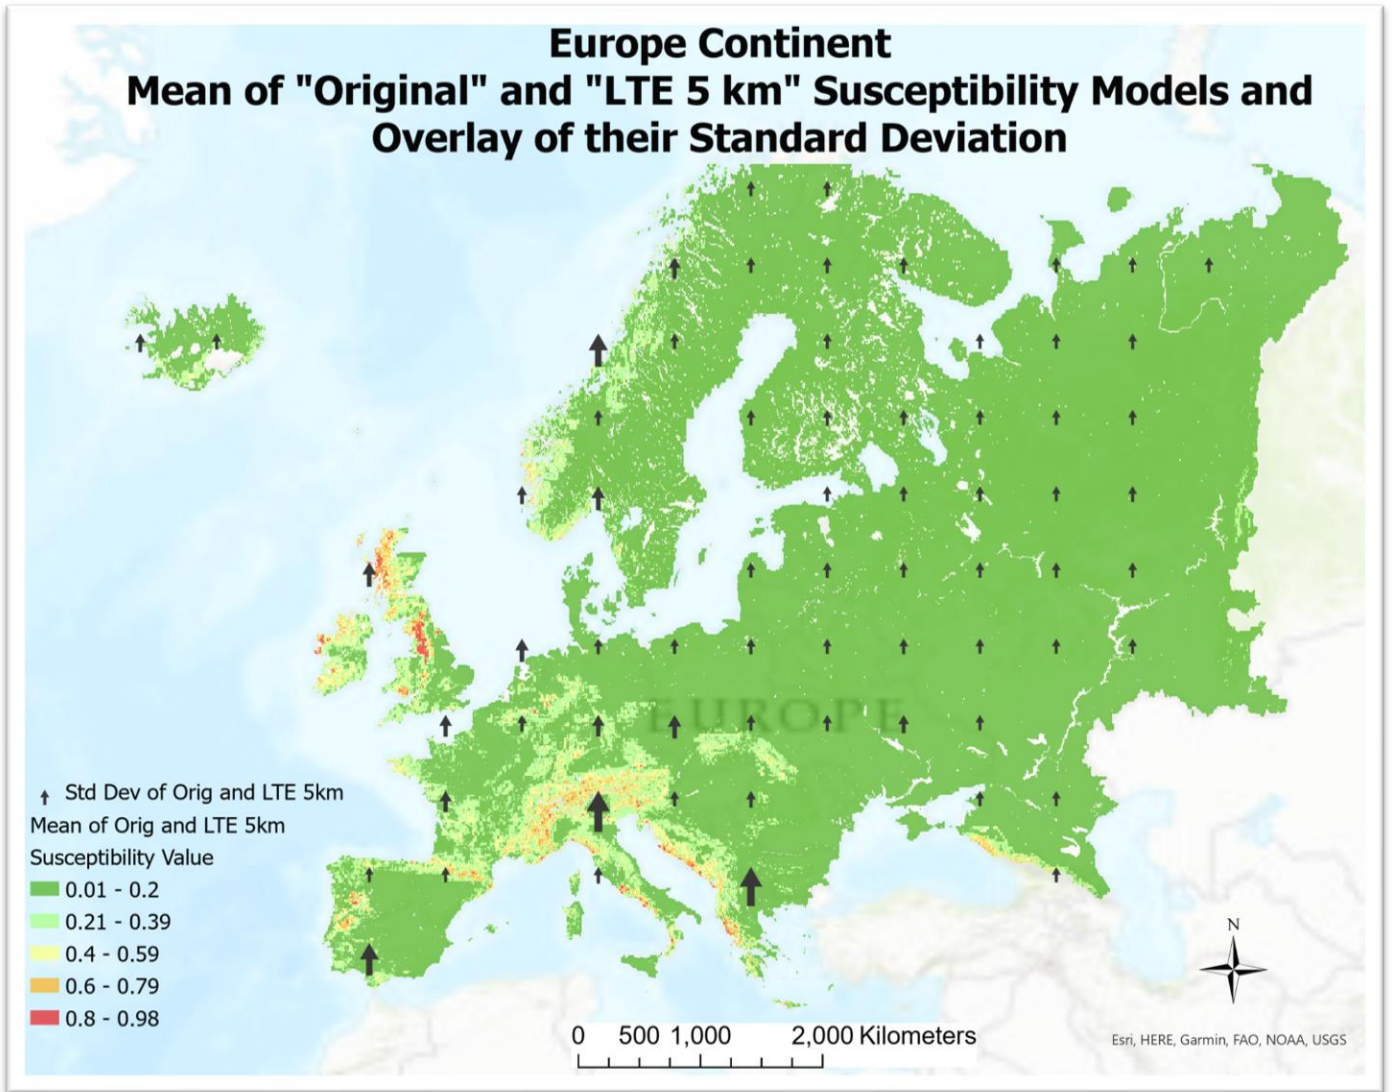 Europe Continent
Mean of "Original" and "LTE 5 km" Susceptibility Models and
Overlay of their Standard Deviation
EUROPE
Std Dev of Orig and LTE 5km
Mean of Orig and LTE 5km
Susceptibility Value
0.01 - 0.2
0.21 - 0.39
0.4 - 0.59
0.6 - 0.79
0.8 - 0.98
N
0 500 1,000 2,000 Kilometers
Esri, HERE, Garmin, FAO, NOAA, USGS